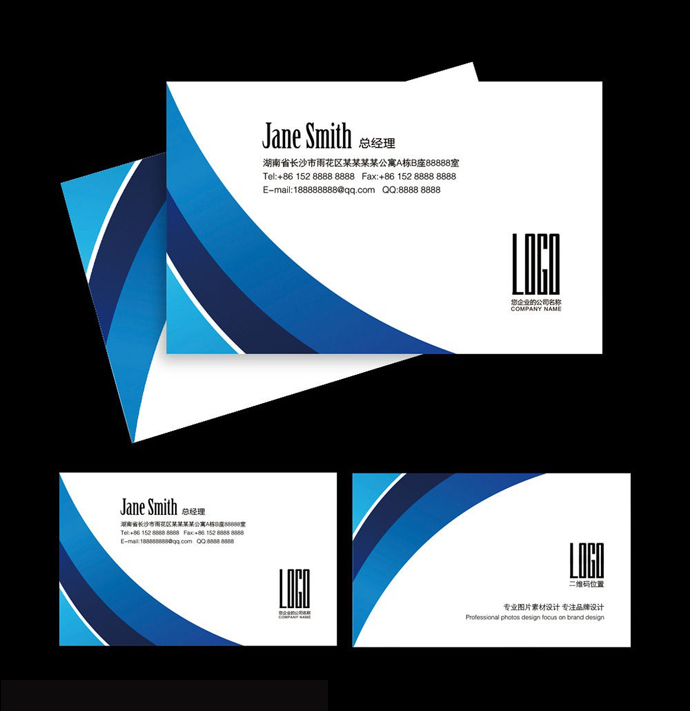 Jane Smith 总经理
湖南省长沙市雨花区某某某某公寓A栋B座88888室
Tel:+86 152 8888 8888 Fax:+86 152 8888 8888
E-mail:188888888@qq.com QQ:8888 8888
LOGO
您企业的公司名称
COMPANY NAME
Jane Smith 总经理
湖南省长沙市雨花区某某某某公寓A栋B座88888室
Tel:+86 152 8888 8888 Fax:+86 152 8888 8888
E-mail:188888888@qq.com QQ:8888 8888
LOGO
您企业的公司名称
COMPANY NAME
LOGO
二维码位置
专业图片素材设计 专注品牌设计
Professional photos design focus on brand design